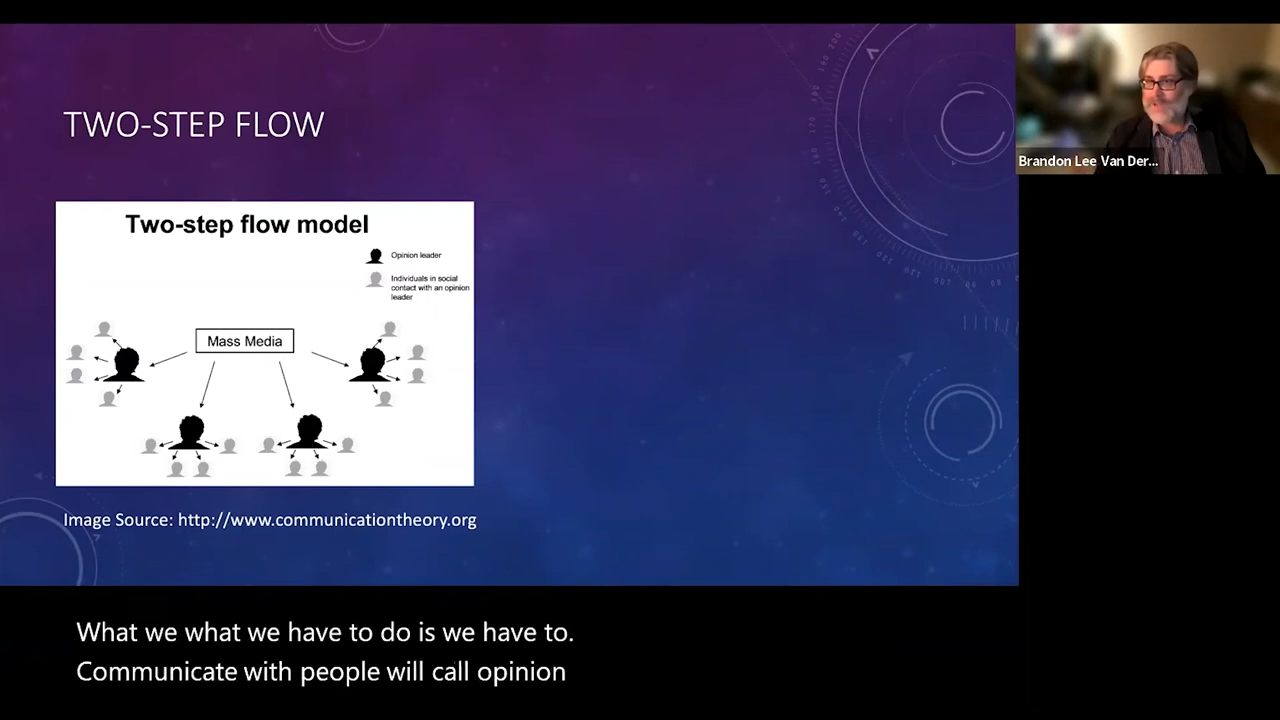 TWO-STEP FLOW
Two-step flow model
Opinion leader
Individuals in social
contact with an opinion
leader
Mass Media
Image Source: http://www.communicationtheory.org
Brandon Lee Van Der...
What we what we have to do is we have to.
Communicate with people will call opinion